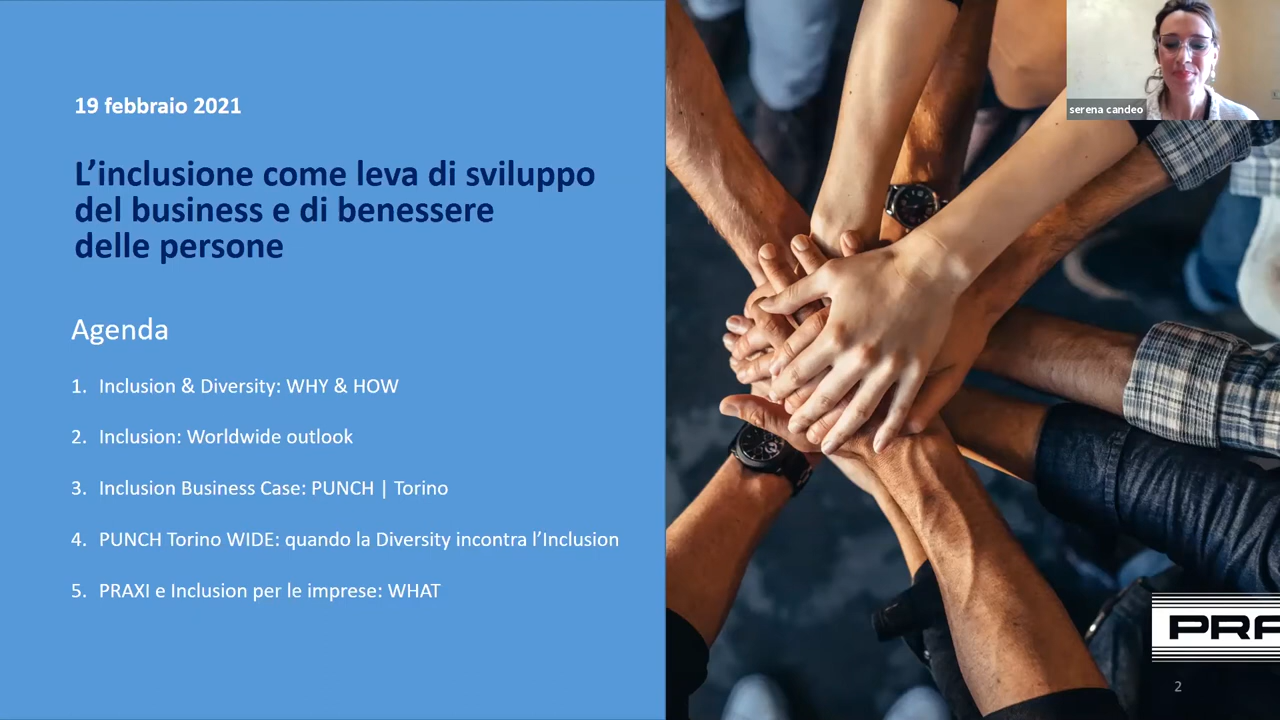 19 febbraio 2021
L’inclusione come leva di sviluppo
del business e di benessere
delle persone
Agenda
1. Inclusion & Diversity: WHY & HOW
2. Inclusion: Worldwide outlook
3. Inclusion Business Case: PUNCH | Torino
4. PUNCH Torino WIDE: quando la Diversity incontra l’Inclusion
5. PRAXI e Inclusion per le imprese: WHAT
serena candeo
PRA
2